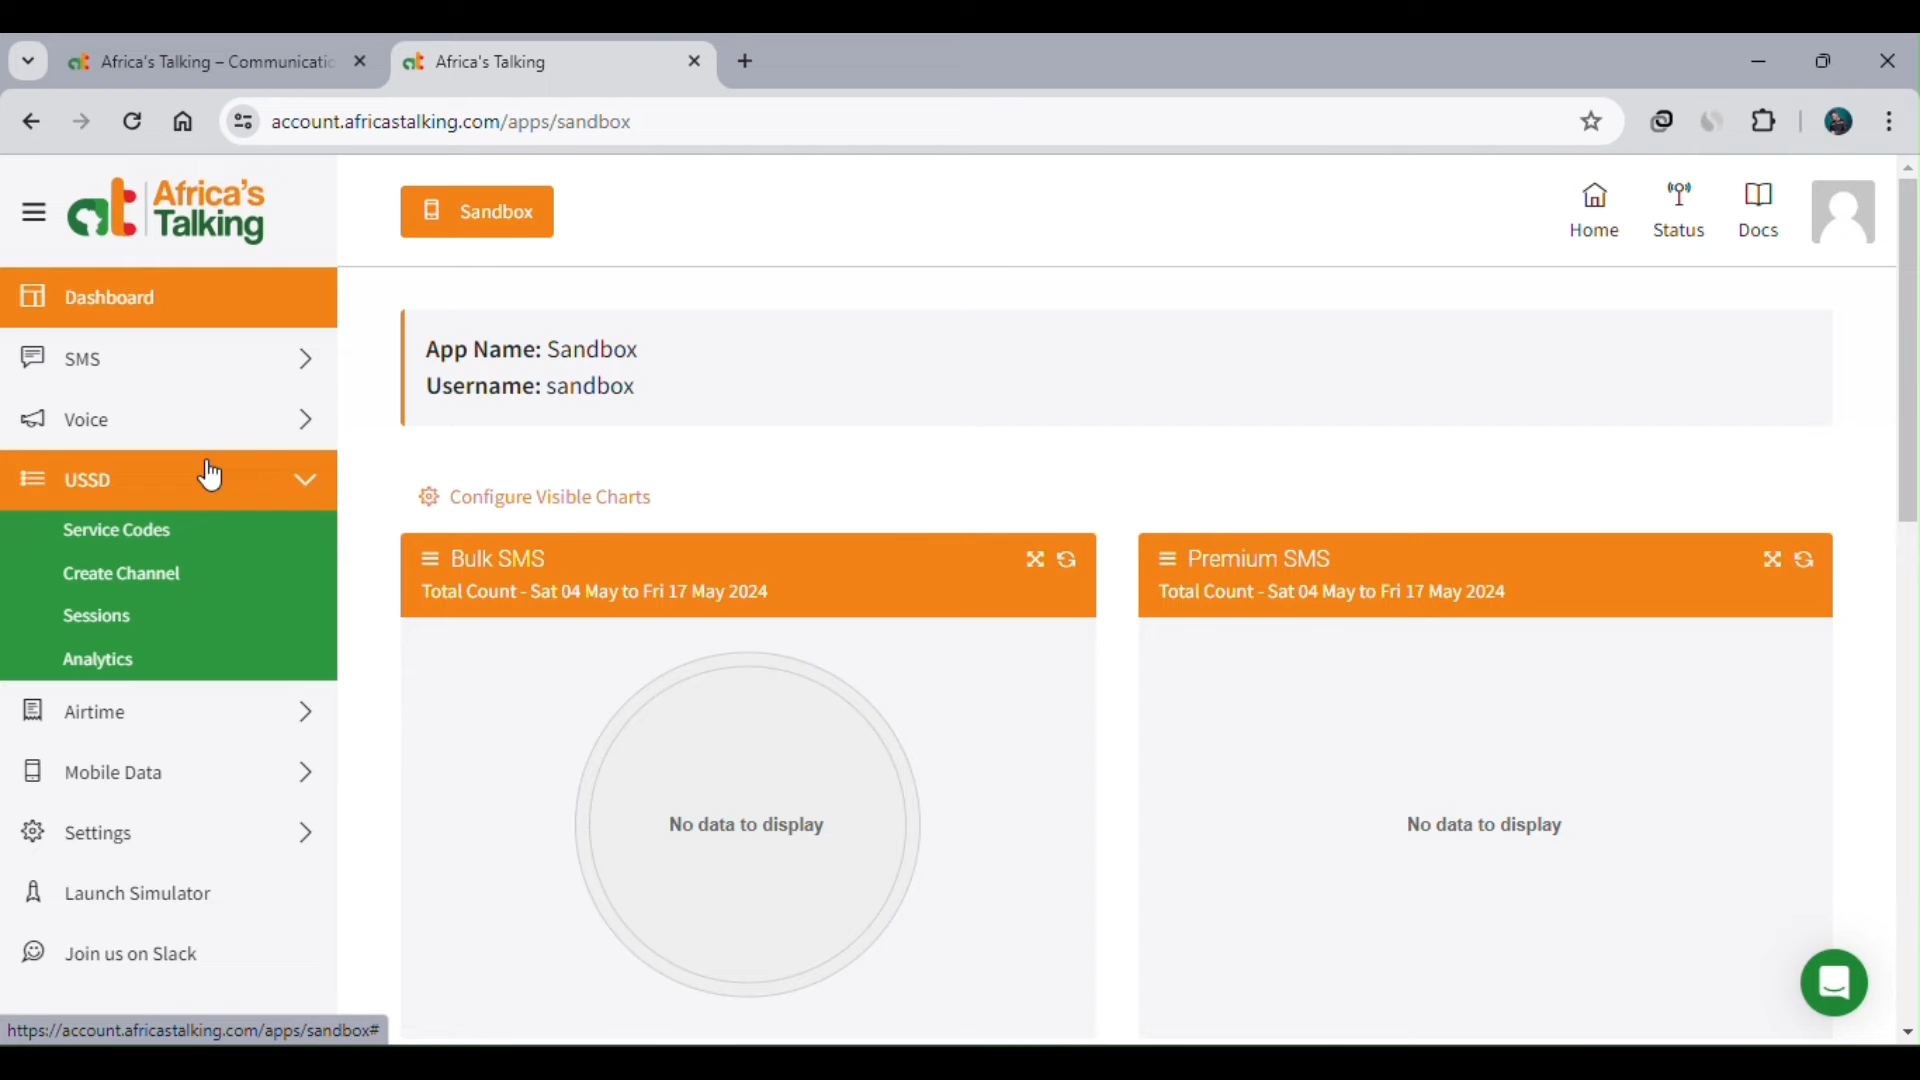 Africa's Talking – Communicatic
Africa's Talking
account.africastalking.com/apps/sandbox
at Africa's Talking
Sandbox
Home
Status
Docs
Dashboard
SMS
Voice
USSD
Service Codes
Create Channel
Sessions
Analytics
Airtime
Mobile Data
Settings
Launch Simulator
Join us on Slack
App Name: Sandbox
Username: sandbox
Configure Visible Charts
Bulk SMS
Total Count - Sat 04 May to Fri 17 May 2024
No data to display
Premium SMS
Total Count - Sat 04 May to Fri 17 May 2024
No data to display
https://account.africastalking.com/apps/sandbox#